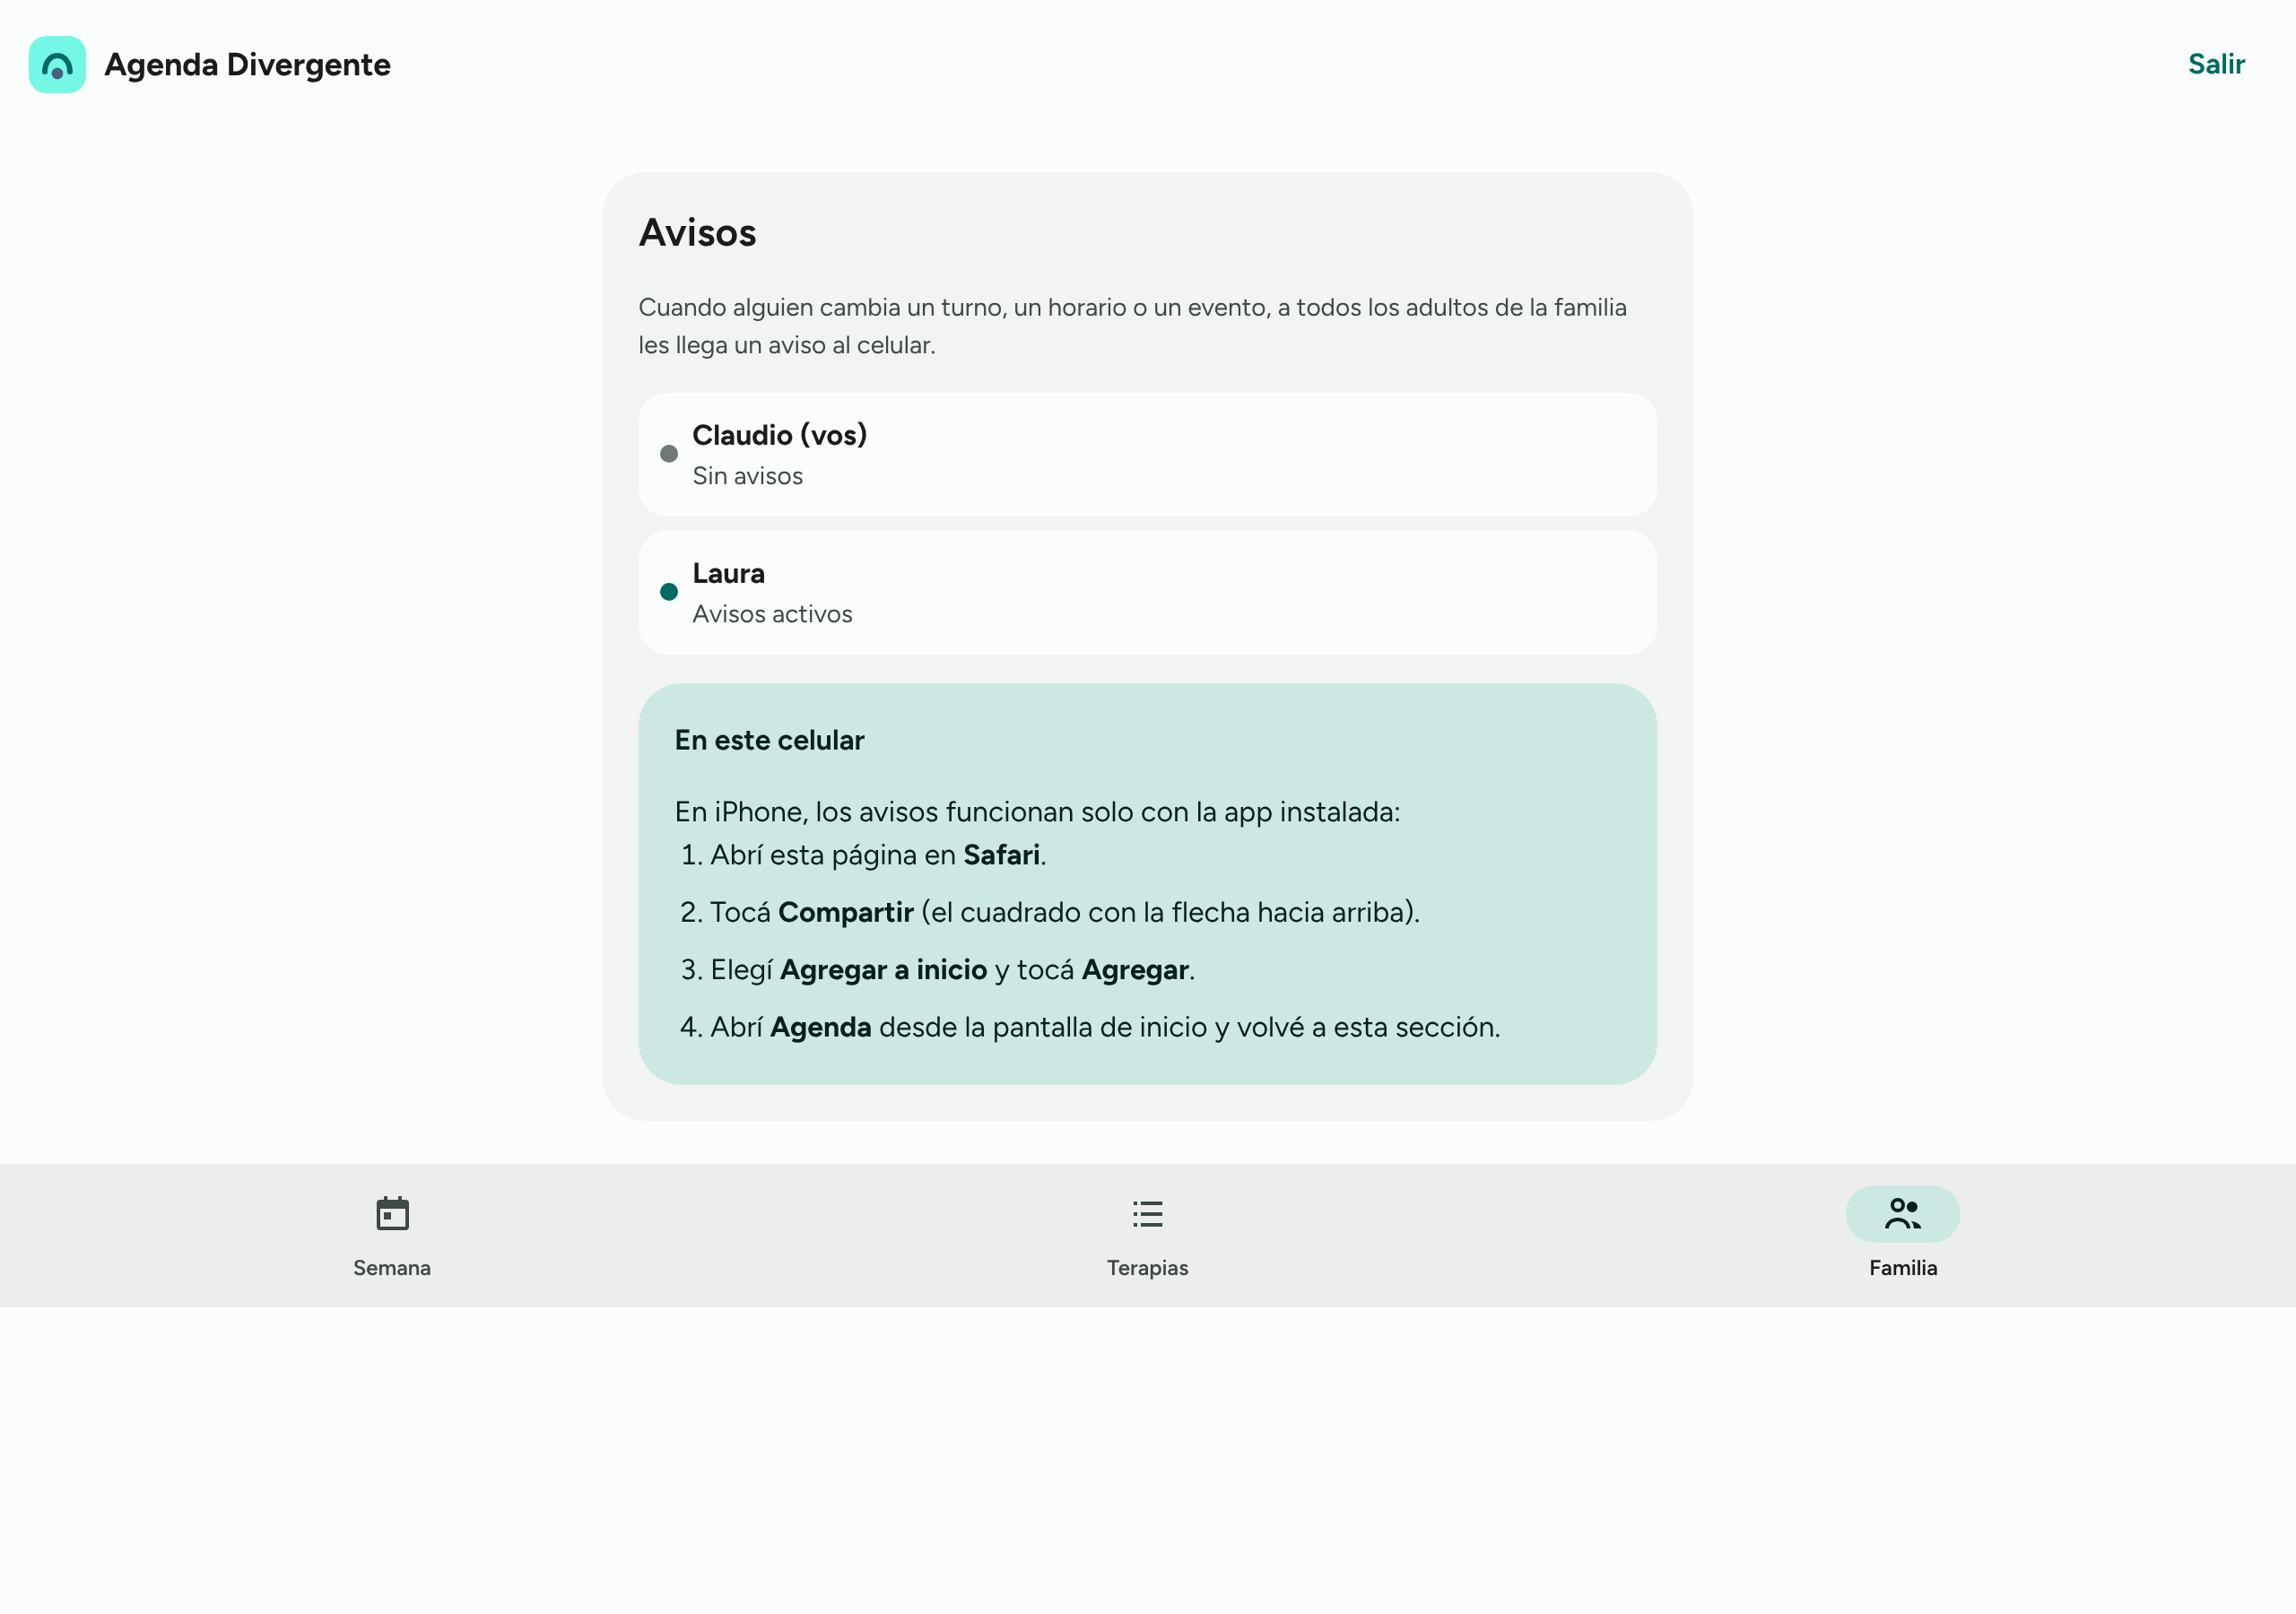 Agenda Divergente
Salir
Avisos
Cuando alguien cambia un turno, un horario o un evento, a todos los adultos de la familia
les llega un aviso al celular.
Claudio (vos)
Sin avisos
Laura
Avisos activos
En este celular
En iPhone, los avisos funcionan solo con la app instalada:
1. Abrí esta página en Safari.
2. Tocá Compartir (el cuadrado con la flecha hacia arriba).
3. Elegí Agregar a inicio y tocá Agregar.
4. Abrí Agenda desde la pantalla de inicio y volvé a esta sección.
Semana
Terapias
Familia